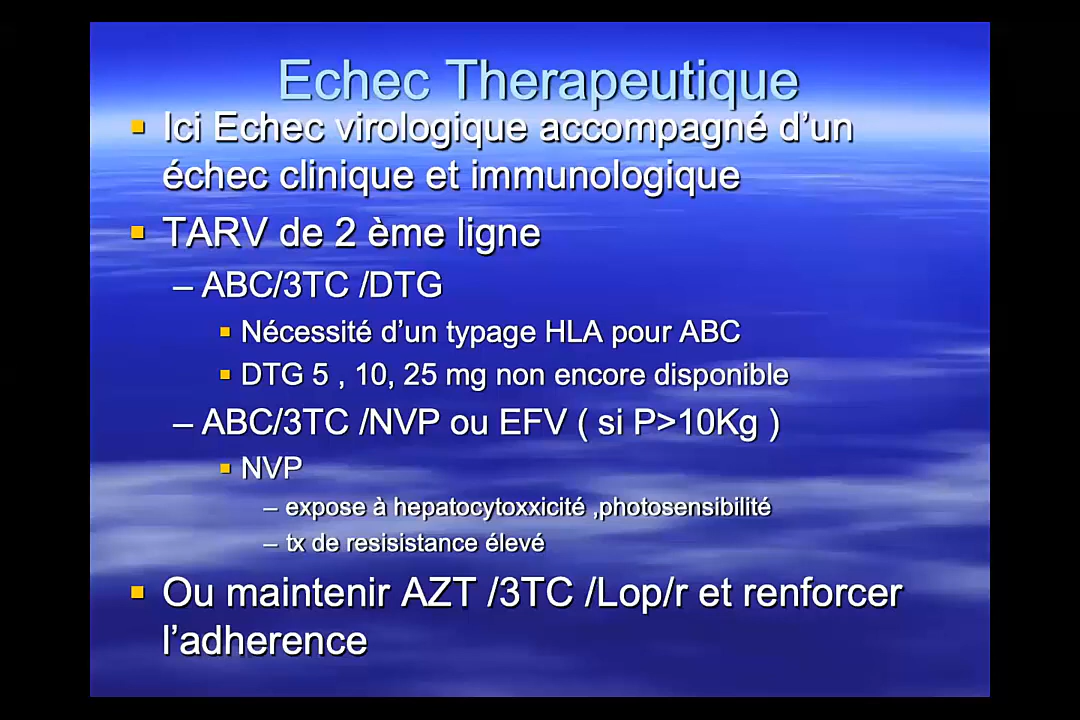 Echec Therapeutique
▪ Ici Echec virologique accompagné d’un
échec clinique et immunologique
▪ TARV de 2 ème ligne
– ABC/3TC /DTG
▪ Nécessité d’un typage HLA pour ABC
▪ DTG 5 , 10, 25 mg non encore disponible
– ABC/3TC /NVP ou EFV ( si P>10Kg )
▪ NVP
– expose à hepatocytoxxicité ,photosensibilité
– tx de resisistance élevé
▪ Ou maintenir AZT /3TC /Lop/r et renforcer
l’adherence